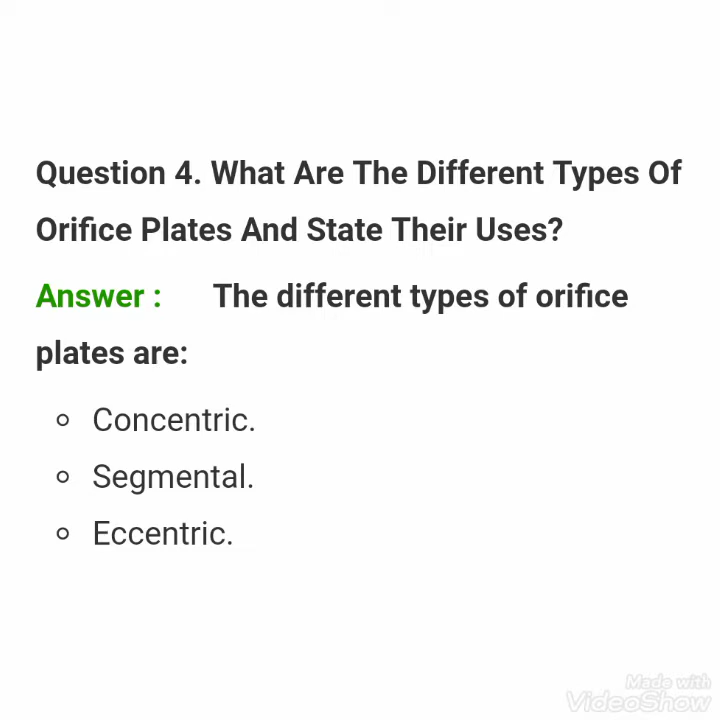 Question 4. What Are The Different Types Of
Orifice Plates And State Their Uses?
Answer : The different types of orifice
plates are:
Concentric.
Segmental.
Eccentric.
Made with
VideoShow